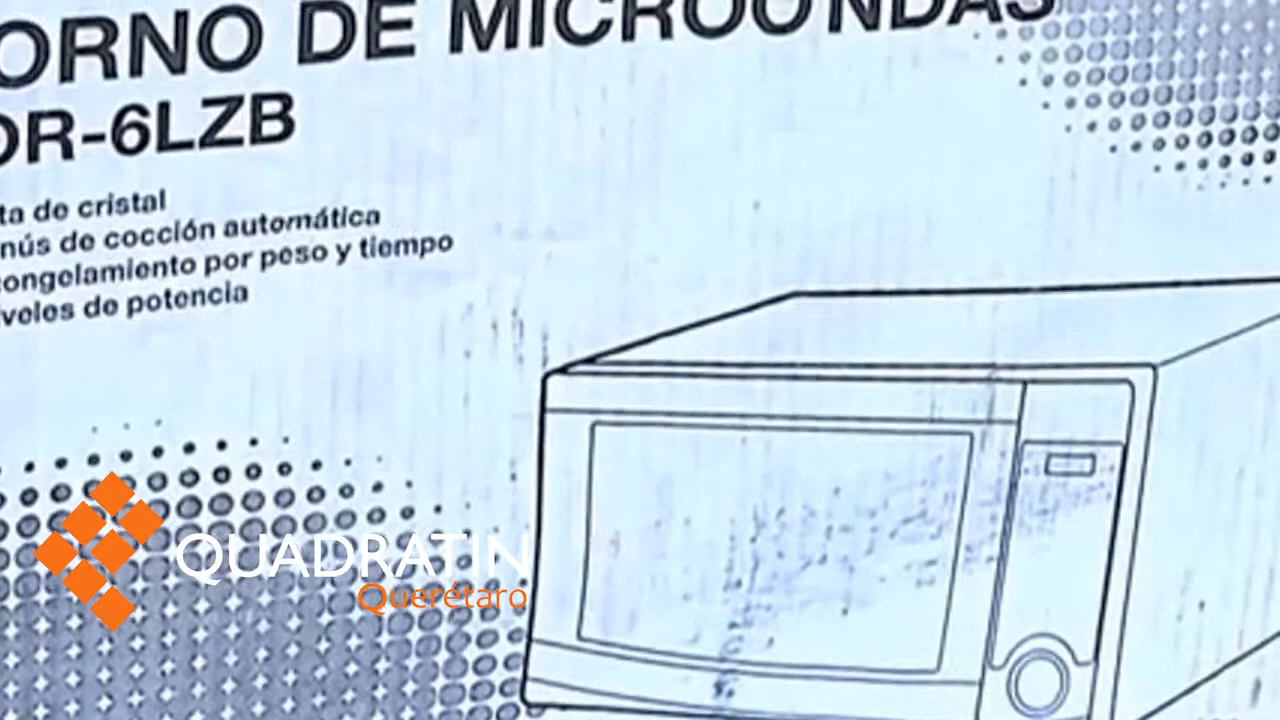 ORNO DE MICROONDAS
DR-6LZB
ta de cristal
nús de cocción automática
congelamiento por peso y tiempo
veles de potencia
QUADRATIN
Querétaro